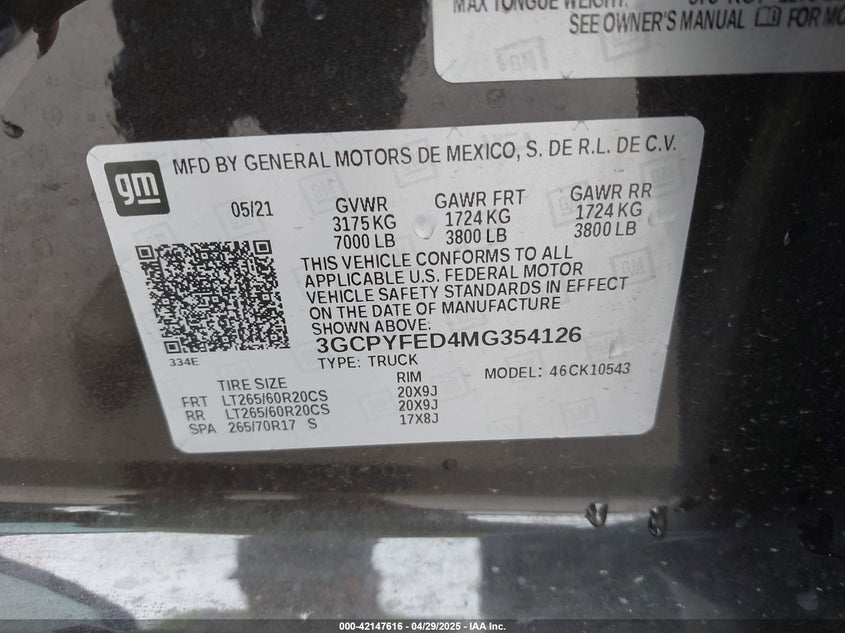 MAX TONGUE WEIGHT:
SEE OWNER'S MANUAL FOR MO
gm
MFD BY GENERAL MOTORS DE MEXICO, S. DE R.L. DE C.V.
05/21 GVWR GAWR FRT GAWR RR
3175 KG 1724 KG 1724 KG
7000 LB 3800 LB 3800 LB
THIS VEHICLE CONFORMS TO ALL
APPLICABLE U.S. FEDERAL MOTOR
VEHICLE SAFETY STANDARDS IN EFFECT
ON THE DATE OF MANUFACTURE
SHOWN ABOVE.
3GCPYFED4MG354126
334E
TYPE: TRUCK MODEL: 46CK10543
TIRE SIZE RIM
FRT LT265/60R20CS 20X9J
RR LT265/60R20CS 20X9J
SPA 265/70R17 S 17X8J
000-42147616 - 04/29/2025 - IAA Inc.